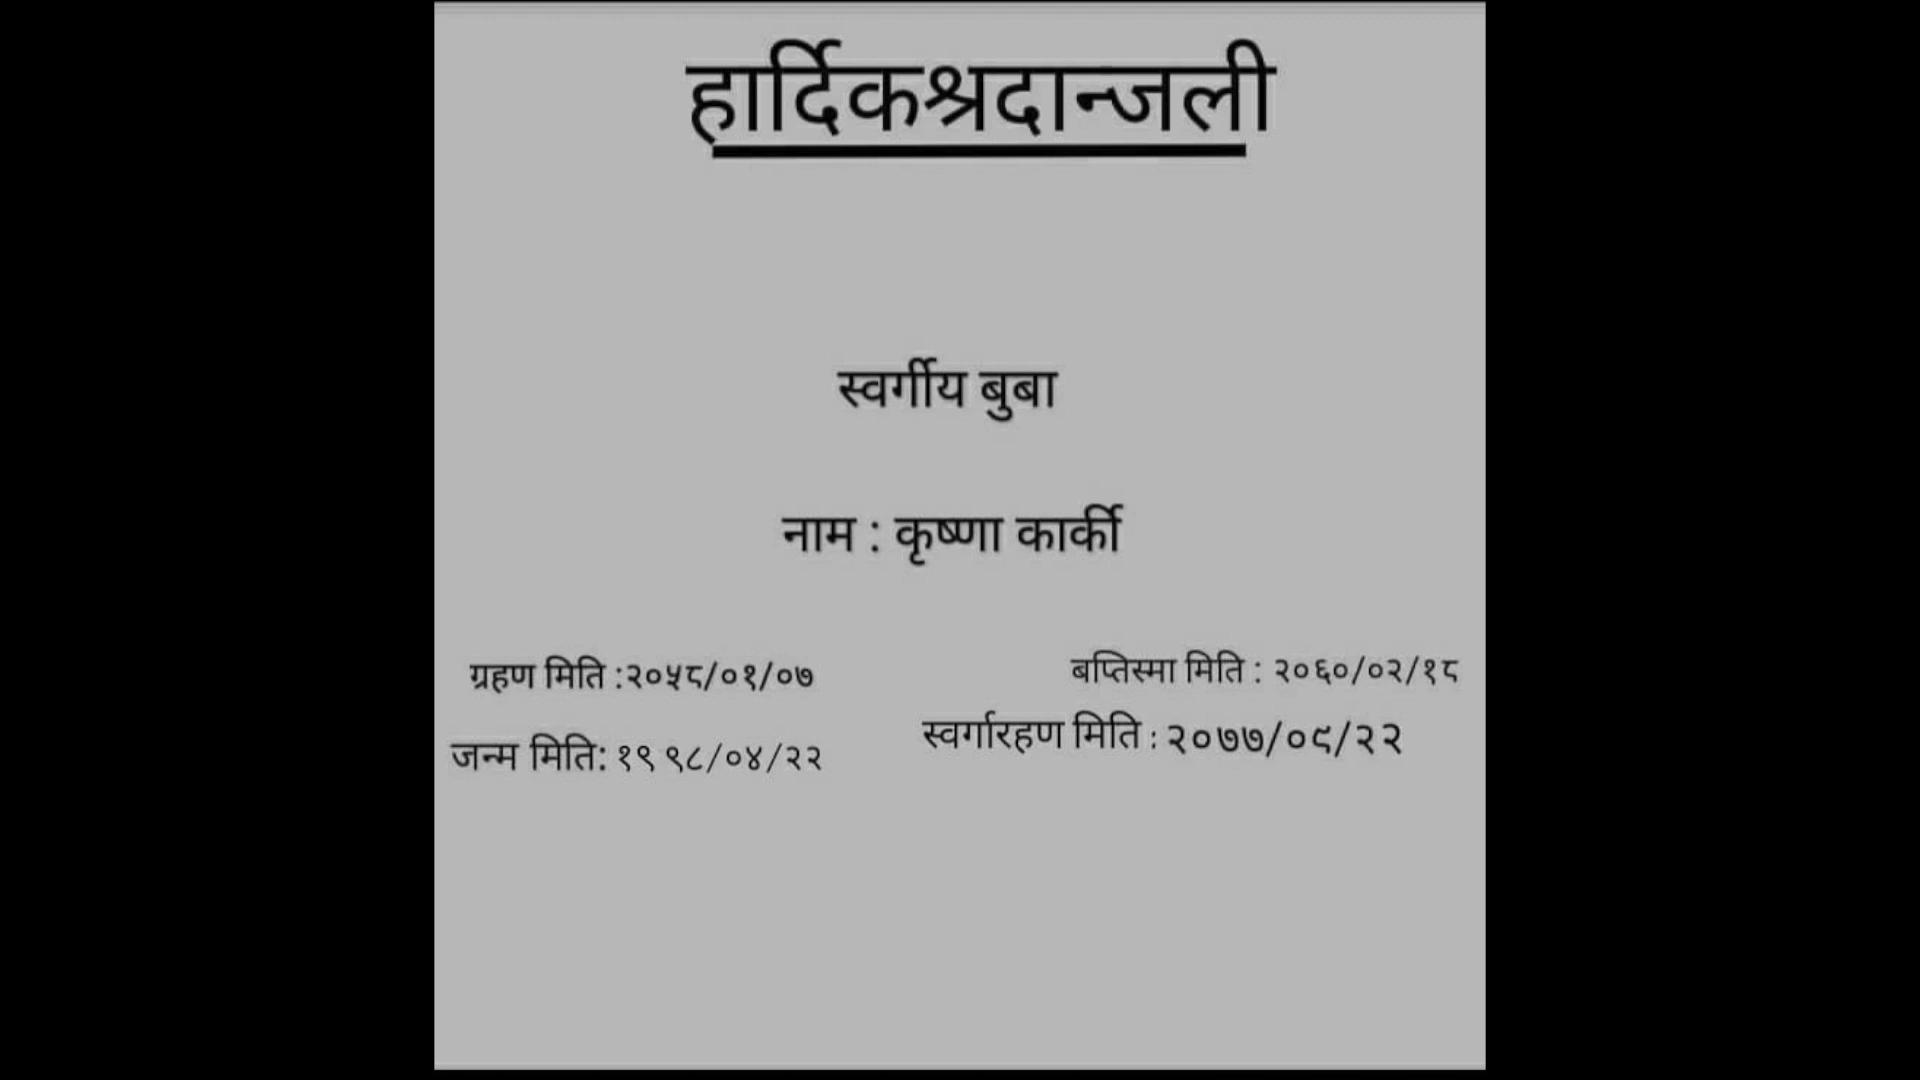 हार्दिकश्रदान्जली
स्वर्गीय बुबा
नाम : कृष्णा कार्की
ग्रहण मिति :२०५८/०१/०७
बप्तिस्मा मिति : २०६०/०२/१८
जन्म मिति: १९ ९८/०४/२२
स्वर्गारहण मिति : २०७७/०९/२२